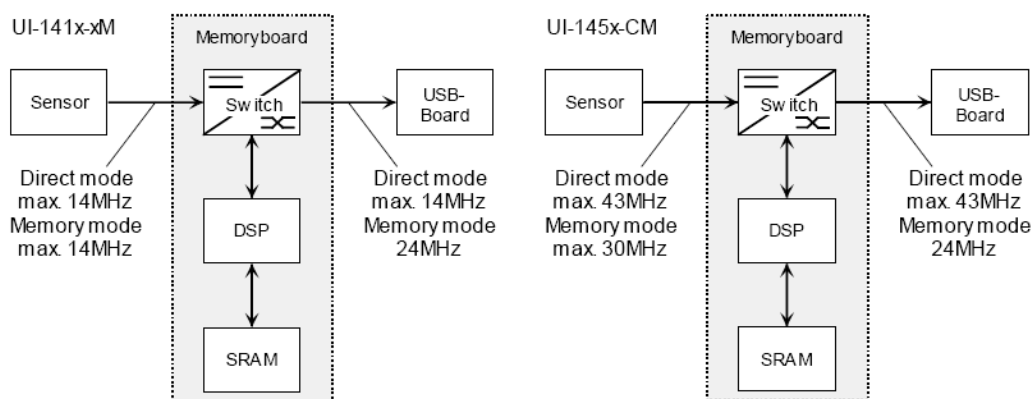 UI-141x-xM
Memoryboard
Sensor
Switch
USB-
Board
Direct mode
max. 14MHz
Memory mode
max. 14MHz
Direct mode
max. 14MHz
Memory mode
24MHz
DSP
SRAM
UI-145x-CM
Memoryboard
Sensor
Switch
USB-
Board
Direct mode
max. 43MHz
Memory mode
max. 30MHz
Direct mode
max. 43MHz
Memory mode
24MHz
DSP
SRAM